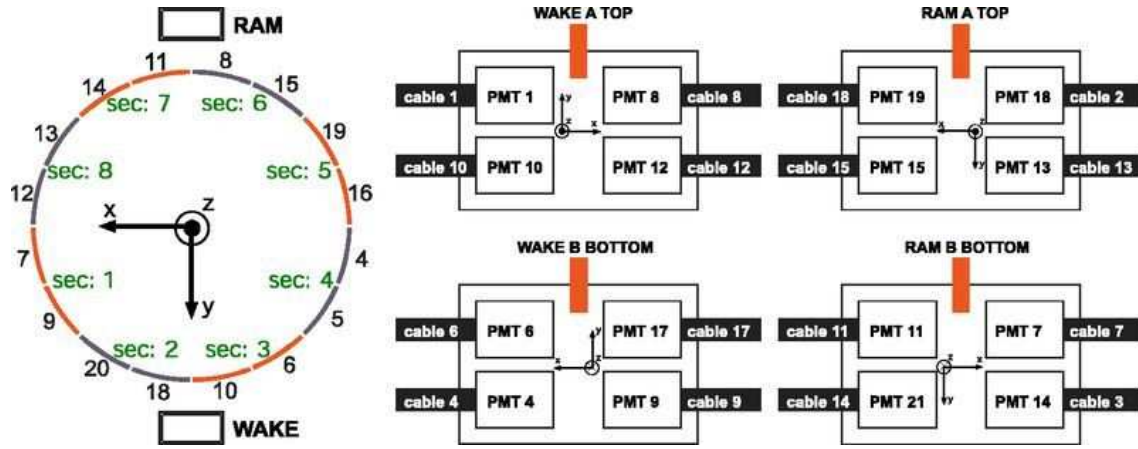 RAM
11
8
14
sec: 7
sec: 6
15
13
19
sec: 8
sec: 5
12
16
x
z
7
4
sec: 1
sec: 4
y
9
5
sec: 2
sec: 3
20
6
18
10
WAKE
WAKE A TOP
cable 1 PMT 1 PMT 8 cable 8
y
z
x
cable 10 PMT 10 PMT 12 cable 12
RAM A TOP
cable 18 PMT 19 PMT 18 cable 2
x
z
y
cable 15 PMT 15 PMT 13 cable 13
WAKE B BOTTOM
cable 6 PMT 6 PMT 17 cable 17
y
x
z
cable 4 PMT 4 PMT 9 cable 9
RAM B BOTTOM
cable 11 PMT 11 PMT 7 cable 7
z
x
y
cable 14 PMT 21 PMT 14 cable 3